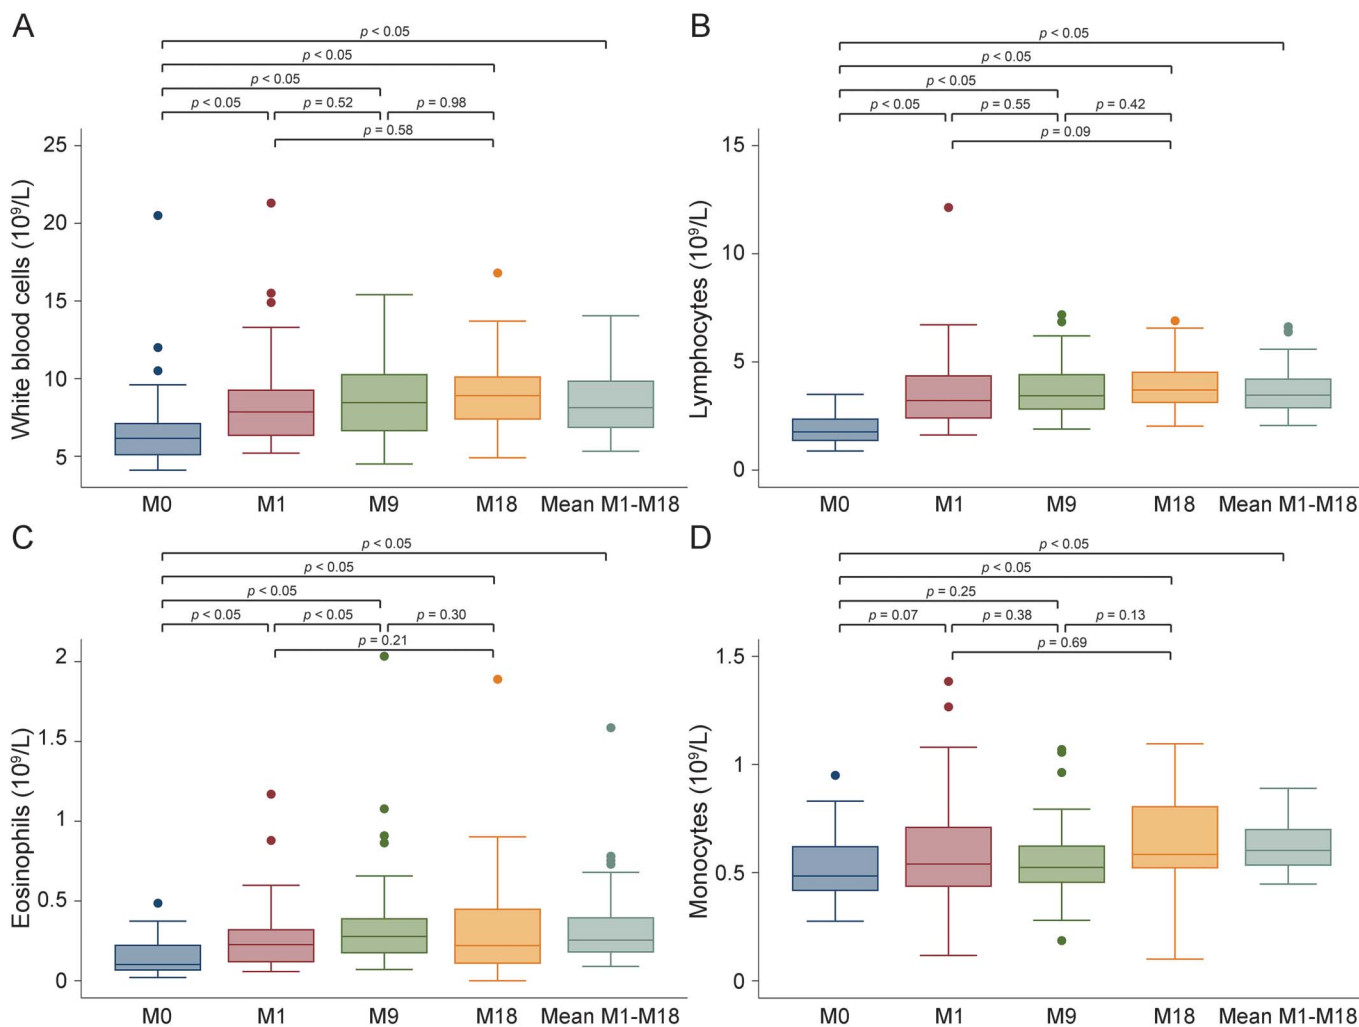 A
p < 0.05
p < 0.05
p < 0.05
p < 0.05 p = 0.52 p = 0.98
p = 0.58
White blood cells (10⁹/L)
25
20
15
10
5
M0 M1 M9 M18 Mean M1-M18
B
p < 0.05
p < 0.05
p < 0.05
p < 0.05 p = 0.55 p = 0.42
p = 0.09
Lymphocytes (10⁹/L)
15
10
5
0
M0 M1 M9 M18 Mean M1-M18
C
p < 0.05
p < 0.05
p < 0.05
p < 0.05 p < 0.05 p = 0.30
p = 0.21
Eosinophils (10⁹/L)
2
1.5
1
0.5
0
M0 M1 M9 M18 Mean M1-M18
D
p < 0.05
p < 0.05
p = 0.25
p = 0.07 p = 0.38 p = 0.13
p = 0.69
Monocytes (10⁹/L)
1.5
1
0.5
0
M0 M1 M9 M18 Mean M1-M18